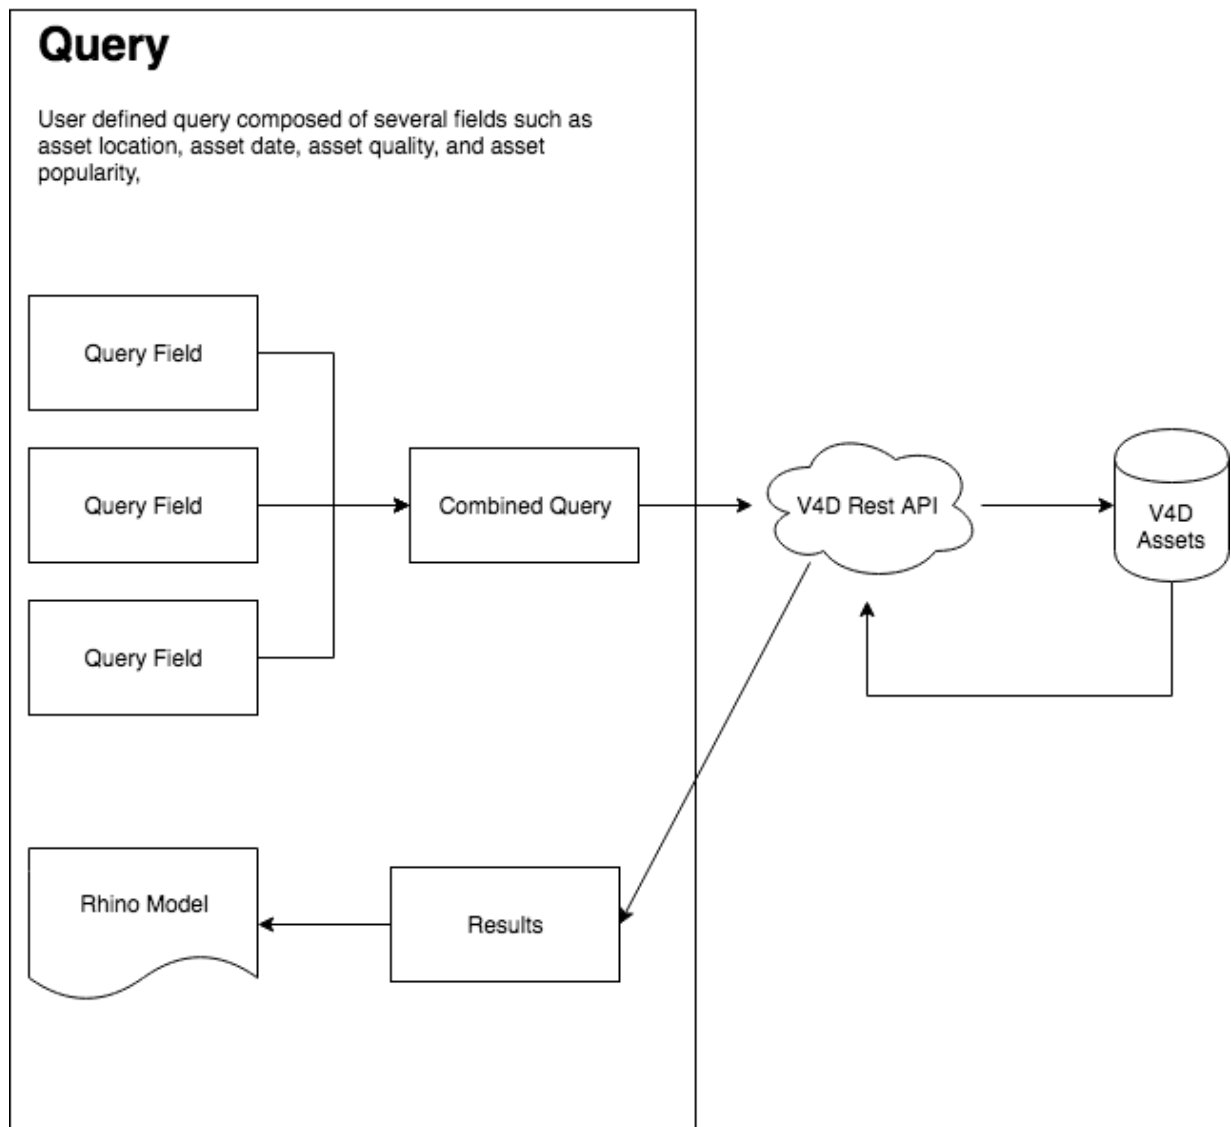 Query
User defined query composed of several fields such as
asset location, asset date, asset quality, and asset
popularity,
Query Field
Query Field
Combined Query
V4D Rest API
V4D
Assets
Query Field
Rhino Model
Results